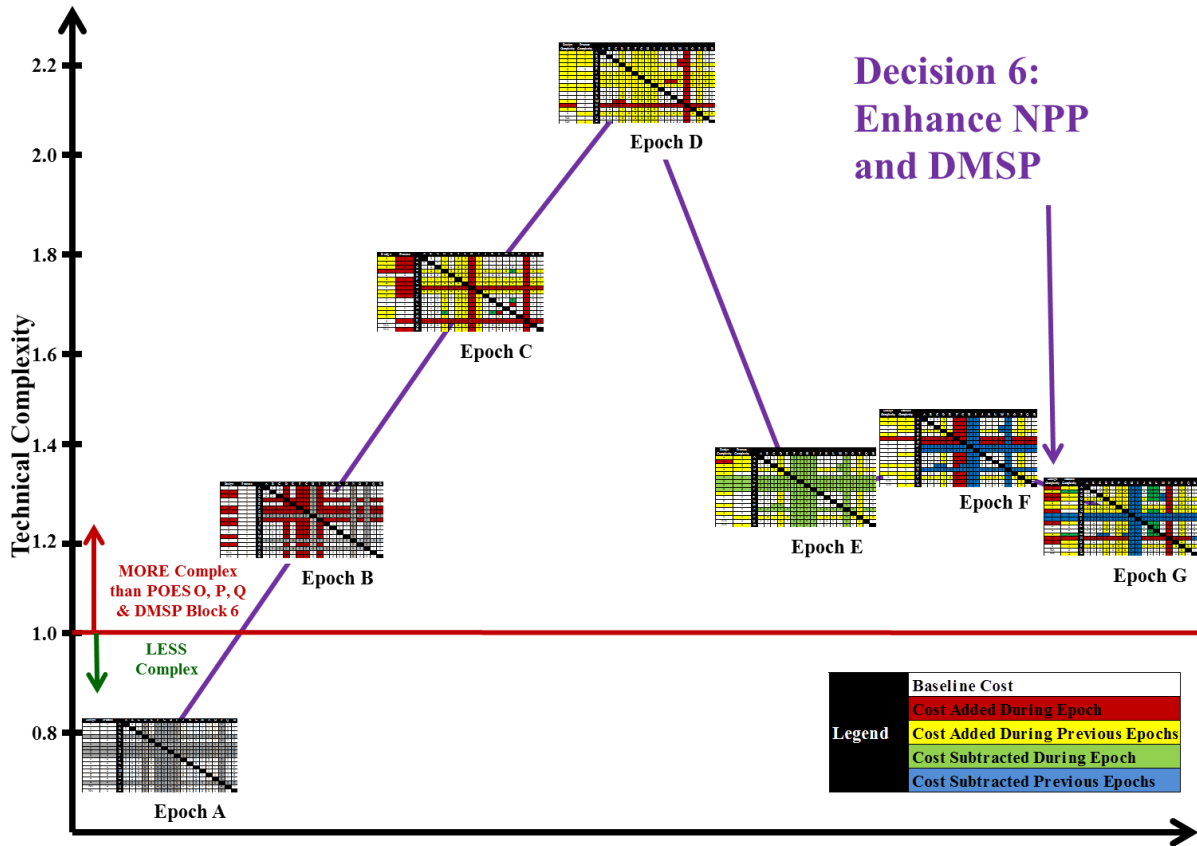 2.2
2.0
1.8
1.6
1.4
1.2
1.0
0.8
Technical Complexity
Decision 6:
Enhance NPP
and DMSP
Epoch D
Epoch C
Epoch B
Epoch E
Epoch F
Epoch G
Epoch A
MORE Complex
than POES O, P, Q
& DMSP Block 6
LESS
Complex
Legend
Baseline Cost
Cost Added During Epoch
Cost Added During Previous Epochs
Cost Subtracted During Epoch
Cost Subtracted Previous Epochs